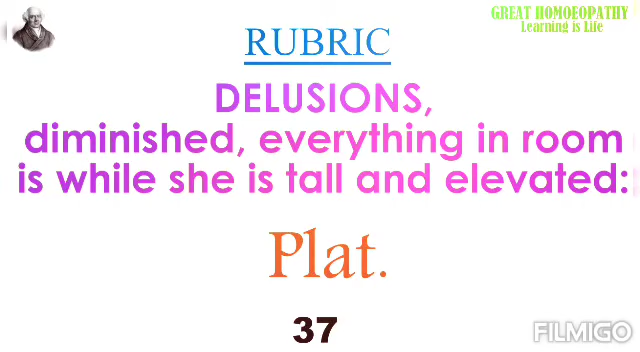 GREAT HOMOEOPATHY
Learning is Life
RUBRIC
DELUSIONS,
diminished, everything in room
is while she is tall and elevated:
Plat.
37
FILMIGO